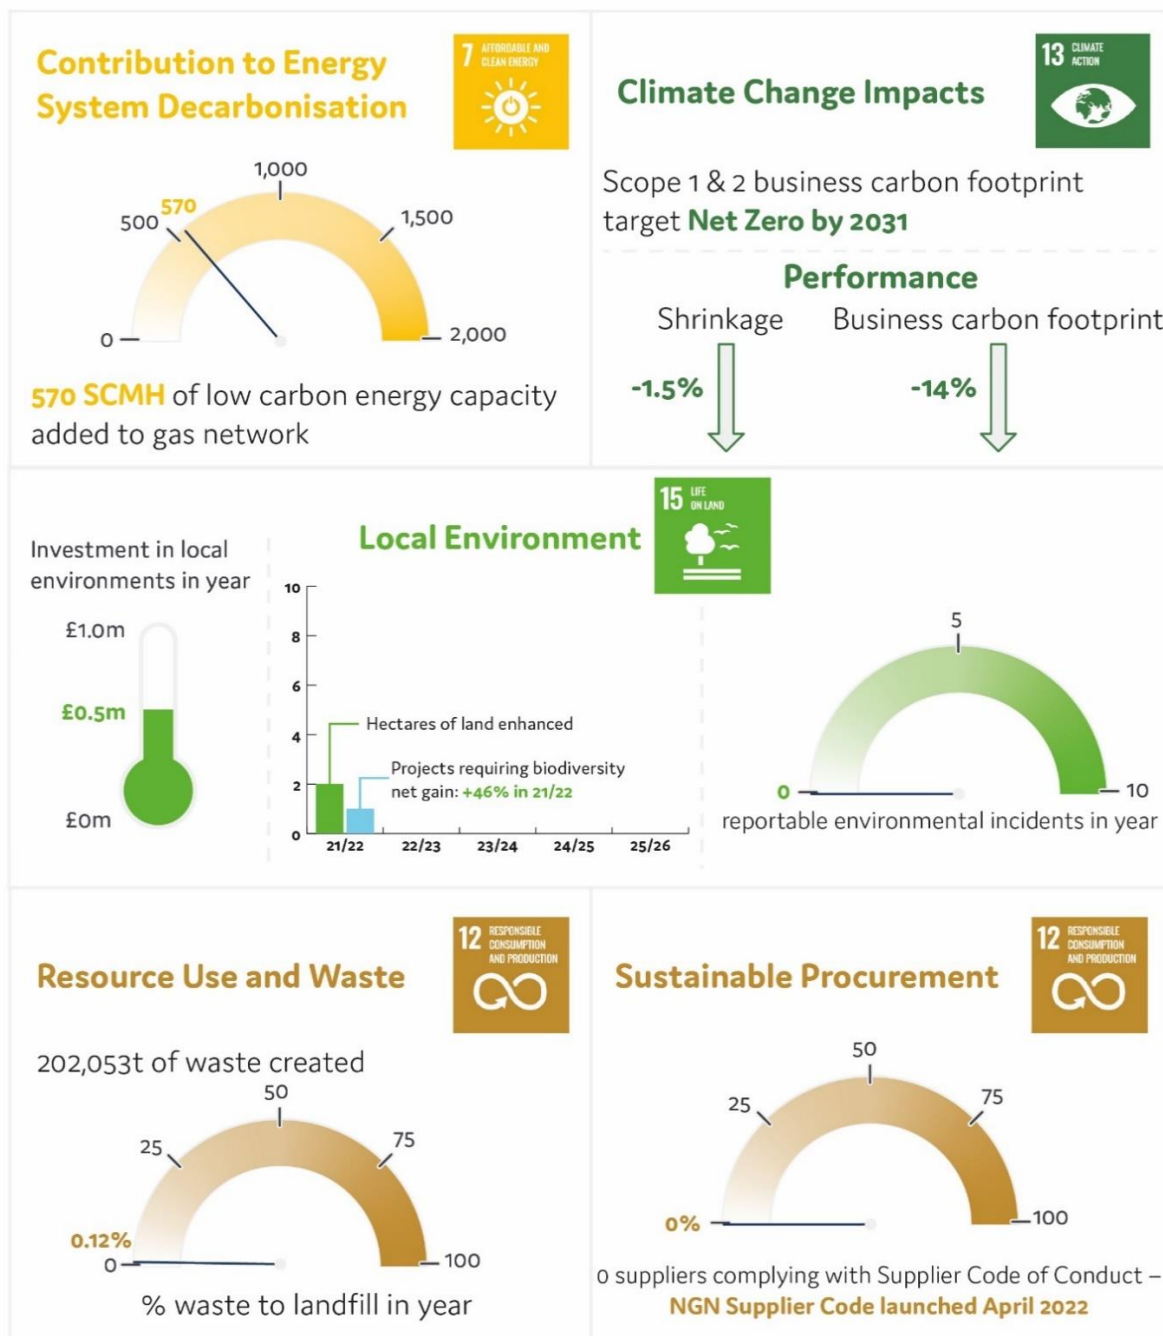 Contribution to Energy
System Decarbonisation
7 AFFORDABLE AND
CLEAN ENERGY
0
500
570
1,000
1,500
2,000
570 SCMH of low carbon energy capacity
added to gas network
Climate Change Impacts
13 CLIMATE
ACTION
Scope 1 & 2 business carbon footprint
target Net Zero by 2031
Performance
Shrinkage
-1.5%
Business carbon footprint
-14%
Local Environment
15 LIFE
ON LAND
Investment in local
environments in year
£1.0m
£0.5m
£0m
10
8
6
4
2
0
Hectares of land enhanced
Projects requiring biodiversity
net gain: +46% in 21/22
21/22 22/23 23/24 24/25 25/26
0
5
10
reportable environmental incidents in year
Resource Use and Waste
12 RESPONSIBLE
CONSUMPTION
AND PRODUCTION
202,053t of waste created
0.12%
0
25
50
75
100
% waste to landfill in year
Sustainable Procurement
12 RESPONSIBLE
CONSUMPTION
AND PRODUCTION
0%
25
50
75
100
0 suppliers complying with Supplier Code of Conduct –
NGN Supplier Code launched April 2022